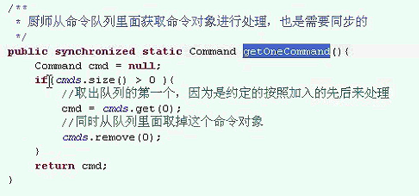 /**
 * 厨师从命令队列里面获取命令对象进行处理，也是需要同步的
 */
public synchronized static Command getOneCommand(){
    Command cmd = null;
    if(cmds.size() > 0 ){
        //取出队列的第一个，因为是约定的按照加入的先后来处理
        cmd = cmds.get(0);
        //同时从队列里面取掉这个命令对象
        cmds.remove(0);
    }
    return cmd;
}